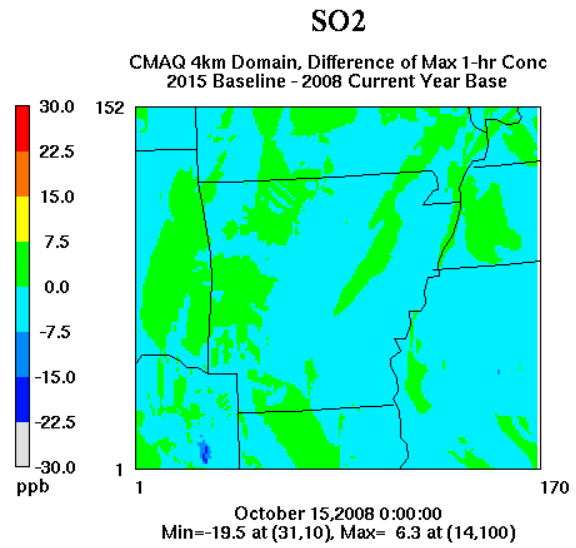 SO2
CMAQ 4km Domain, Difference of Max 1-hr Conc
2015 Baseline - 2008 Current Year Base
30.0
22.5
15.0
7.5
0.0
-7.5
-15.0
-22.5
-30.0
ppb
152
1
1
170
October 15,2008 0:00:00
Min=-19.5 at (31,10), Max= 6.3 at (14,100)